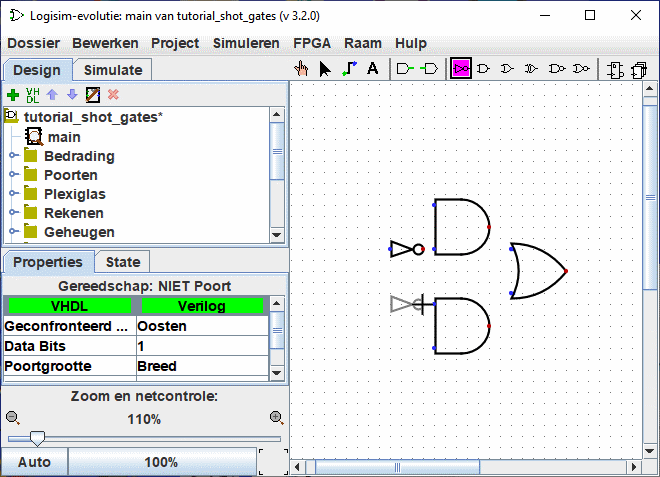 Logisim-evolutie: main van tutorial_shot_gates (v 3.2.0)
Dossier Bewerken Project Simuleren FPGA Raam Hulp
Design Simulate
A
VH
DL
tutorial_shot_gates*
main
Bedrading
Poorten
Plexiglas
Rekenen
Geheugen
Properties State
Gereedschap: NIET Poort
VHDL Verilog
Geconfronteerd ... Oosten
Data Bits 1
Poortgrootte Breed
Zoom en netcontrole:
110%
Auto 100%